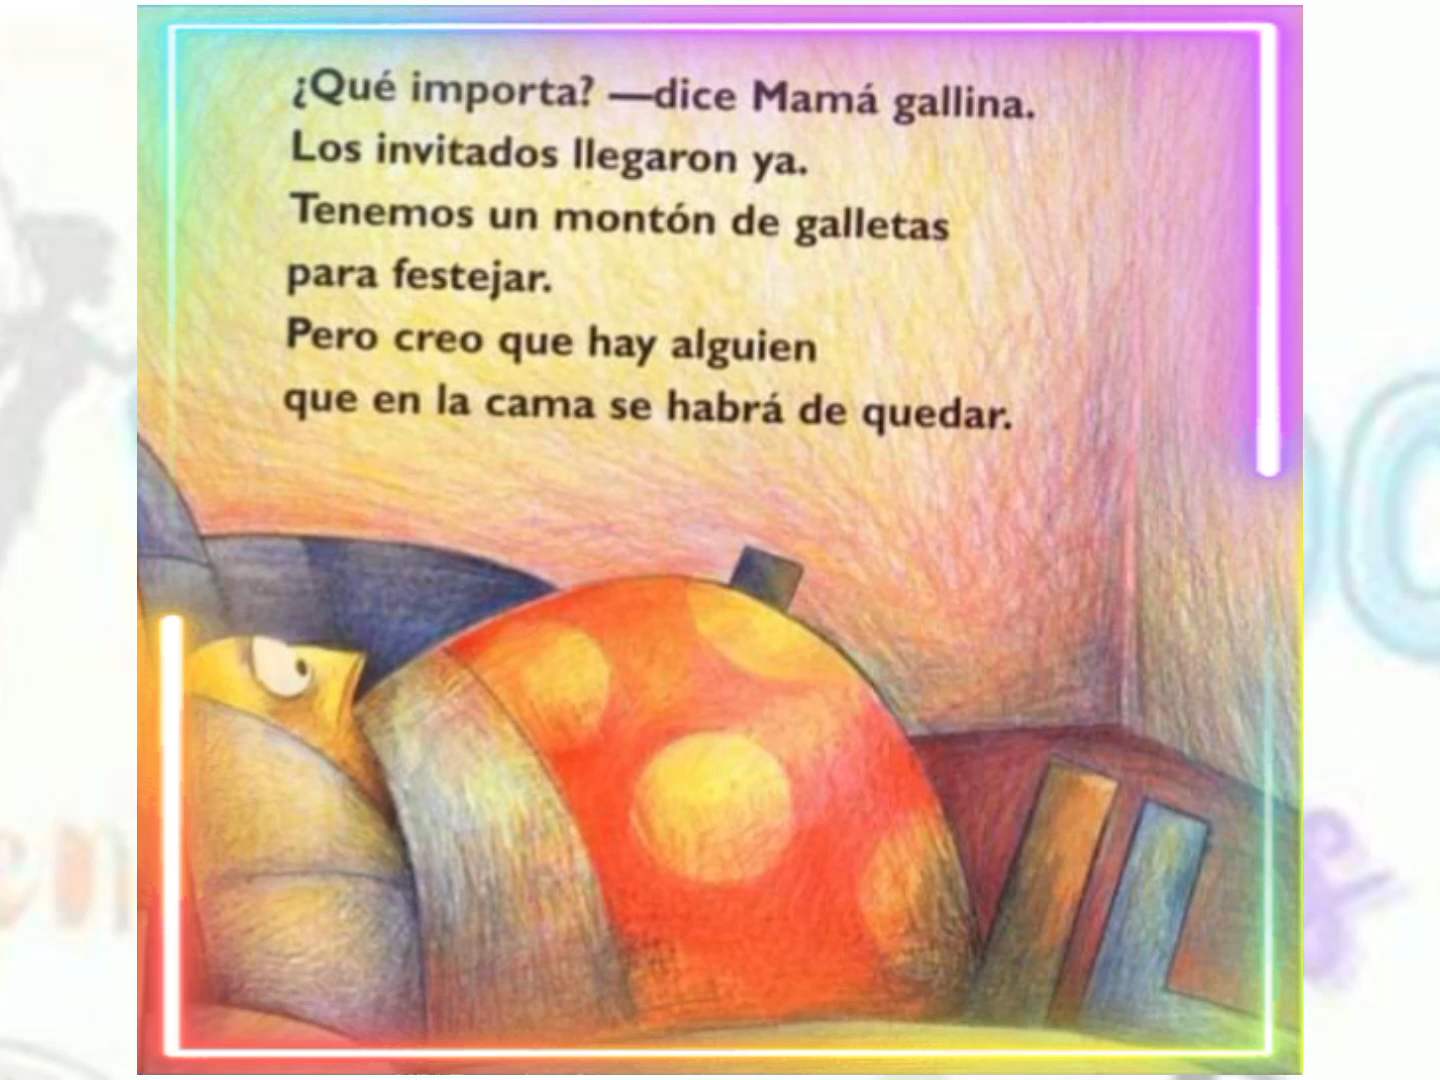 ¿Qué importa? —dice Mamá gallina.
Los invitados llegaron ya.
Tenemos un montón de galletas
para festejar.
Pero creo que hay alguien
que en la cama se habrá de quedar.